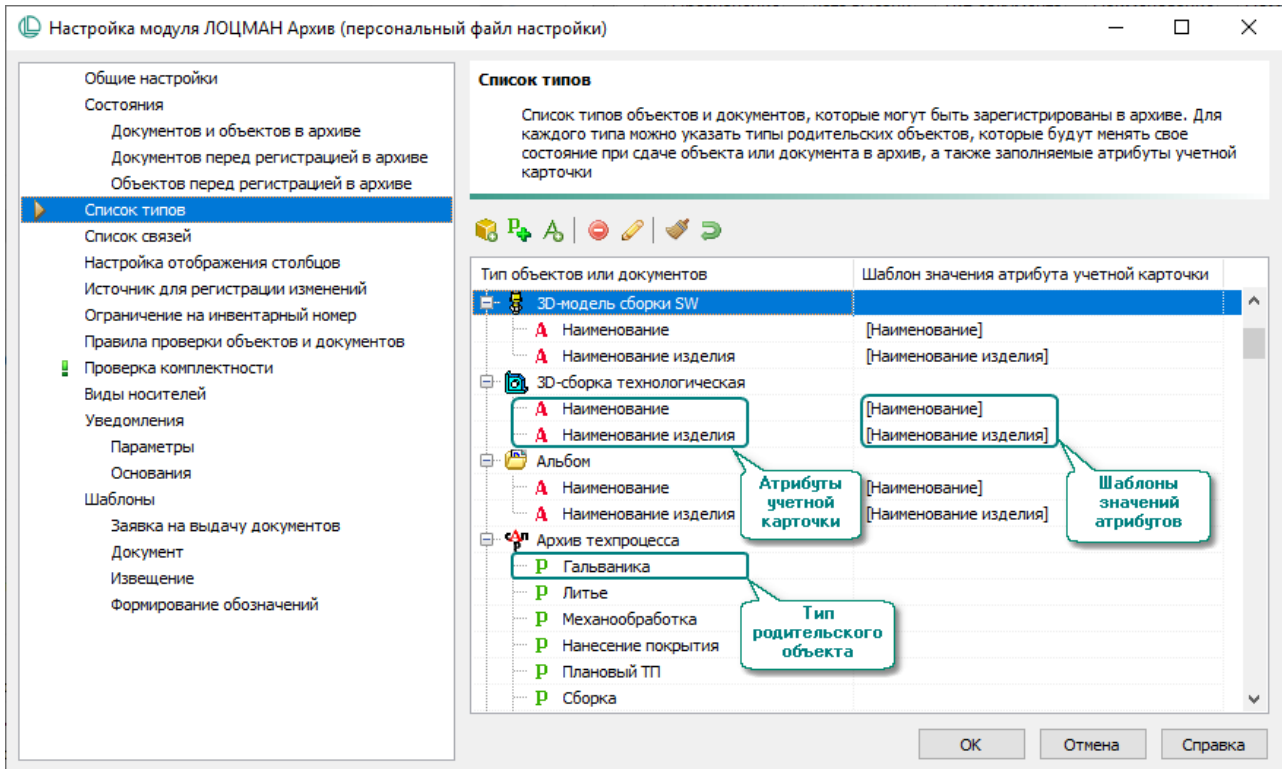 Настройка модуля ЛОЦМАН Архив (персональный файл настройки)
Общие настройки
Состояния
Документов и объектов в архиве
Документов перед регистрацией в архиве
Объектов перед регистрацией в архиве
Список типов
Список связей
Настройка отображения столбцов
Источник для регистрации изменений
Ограничение на инвентарный номер
Правила проверки объектов и документов
Проверка комплектности
Виды носителей
Уведомления
Параметры
Основания
Шаблоны
Заявка на выдачу документов
Документ
Извещение
Формирование обозначений
Список типов
Список типов объектов и документов, которые могут быть зарегистрированы в архиве. Для
каждого типа можно указать типы родительских объектов, которые будут менять свое
состояние при сдаче объекта или документа в архив, а также заполняемые атрибуты учетной
карточки
Тип объектов или документов Шаблон значения атрибута учетной карточки
3D-модель сборки SW
Наименование [Наименование]
Наименование изделия [Наименование изделия]
3D-сборка технологическая
Наименование [Наименование]
Наименование изделия [Наименование изделия]
Альбом
Наименование [Наименование]
Наименование изделия [Наименование изделия]
Атрибуты
учетной
карточки
Шаблоны
значений
атрибутов
Архив техпроцесса
Р Гальваника
Р Литье
Р Механообработка
Р Нанесение покрытия
Р Плановый ТП
Р Сборка
Тип
родительского
объекта
ОК Отмена Справка